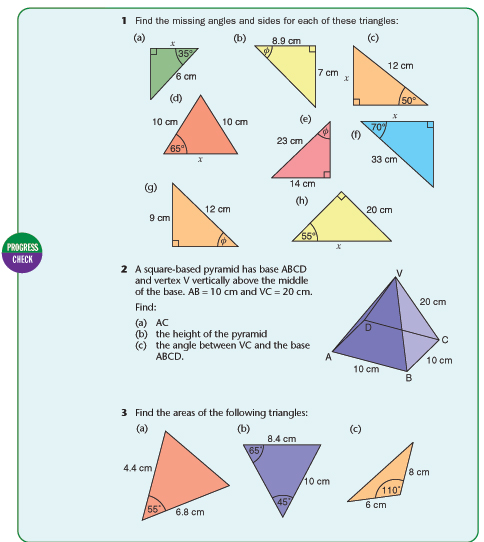 1 Find the missing angles and sides for each of these triangles:
(a)
x
35°
6 cm
(b)
8.9 cm
φ
7 cm
(c)
12 cm
x
50°
(d)
10 cm
10 cm
65°
x
(e)
φ
23 cm
14 cm
(f)
x
70°
33 cm
(g)
12 cm
9 cm
φ
(h)
20 cm
55°
x
PROGRESS
CHECK
2 A square-based pyramid has base ABCD
and vertex V vertically above the middle
of the base. AB = 10 cm and VC = 20 cm.
Find:
(a) AC
(b) the height of the pyramid
(c) the angle between VC and the base
ABCD.
V
20 cm
D
C
A
10 cm
10 cm
B
3 Find the areas of the following triangles:
(a)
4.4 cm
55°
6.8 cm
(b)
8.4 cm
65°
10 cm
45°
(c)
8 cm
110°
6 cm